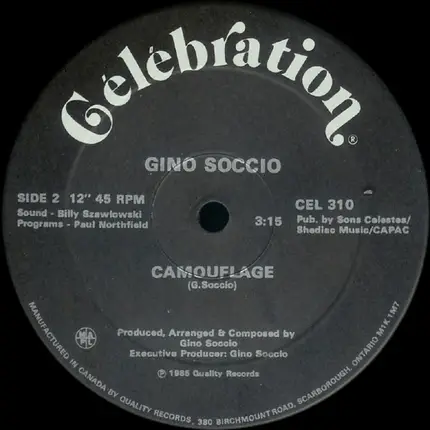 Célébration®
GINO SOCCIO
SIDE 2 12" 45 RPM
Sound - Billy Szawlowski
Programs - Paul Northfield
3:15
CEL 310
Pub. by Sons Celestes/
Shediac Music/CAPAC
CAMOUFLAGE
(G.Soccio)
Produced, Arranged & Composed by
Gino Soccio
Executive Producer: Gino Soccio
℗ 1985 Quality Records
MANUFACTURED IN CANADA BY QUALITY RECORDS, 380 BIRCHMOUNT ROAD, SCARBOROUGH, ONTARIO M1K 1M7